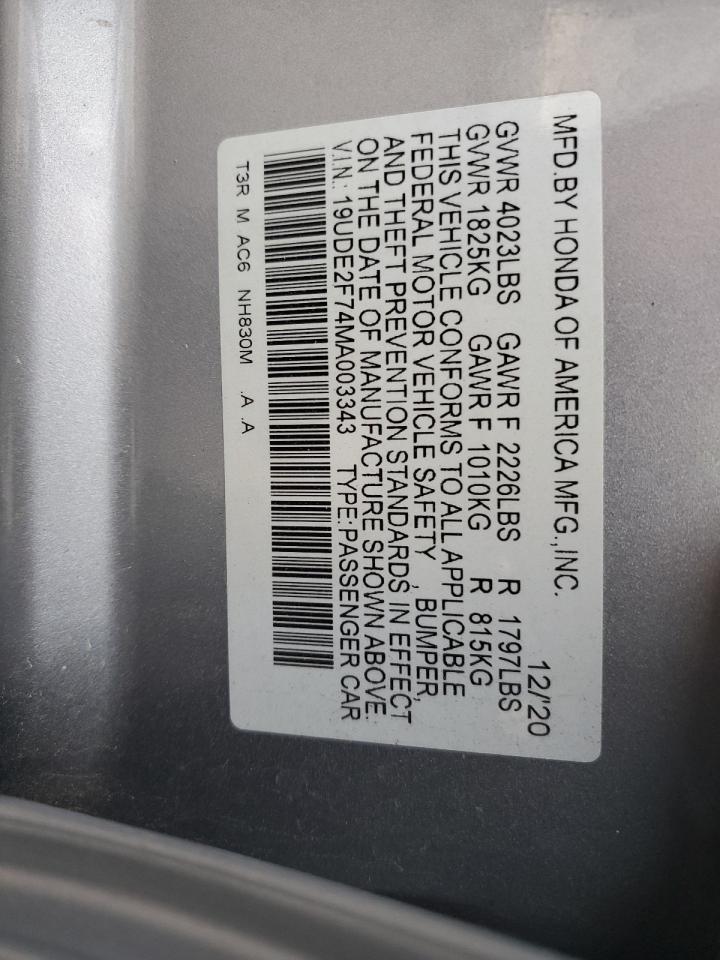 MFD.BY HONDA OF AMERICA MFG.,INC.
12/'20
GVWR 4023LBS GAWR F 2226LBS R 1797LBS
GVWR 1825KG GAWR F 1010KG R 815KG
THIS VEHICLE CONFORMS TO ALL APPLICABLE
FEDERAL MOTOR VEHICLE SAFETY , BUMPER,
AND THEFT PREVENTION STANDARDS IN EFFECT
ON THE DATE OF MANUFACTURE SHOWN ABOVE.
V.I.N.: 19UDE2F74MA003343 TYPE:PASSENGER CAR
T3R M AC6 NH830M .A .A